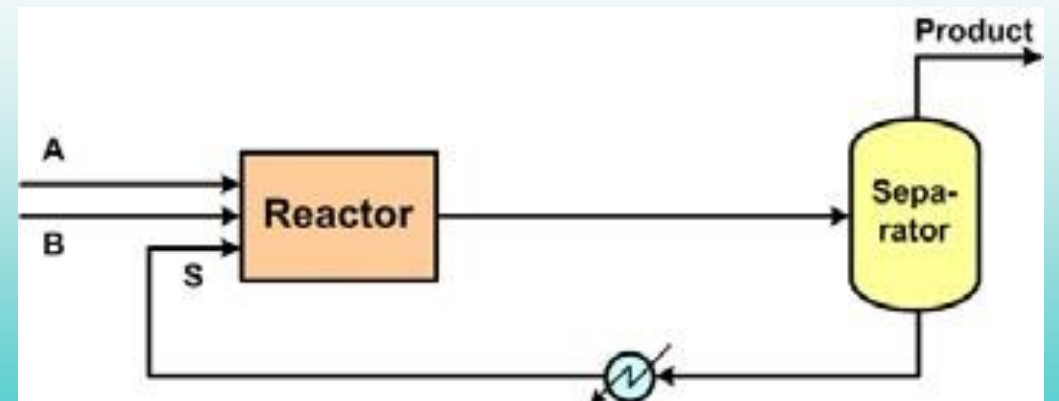 Product
A
Reactor
Sepa-
rator
B
S